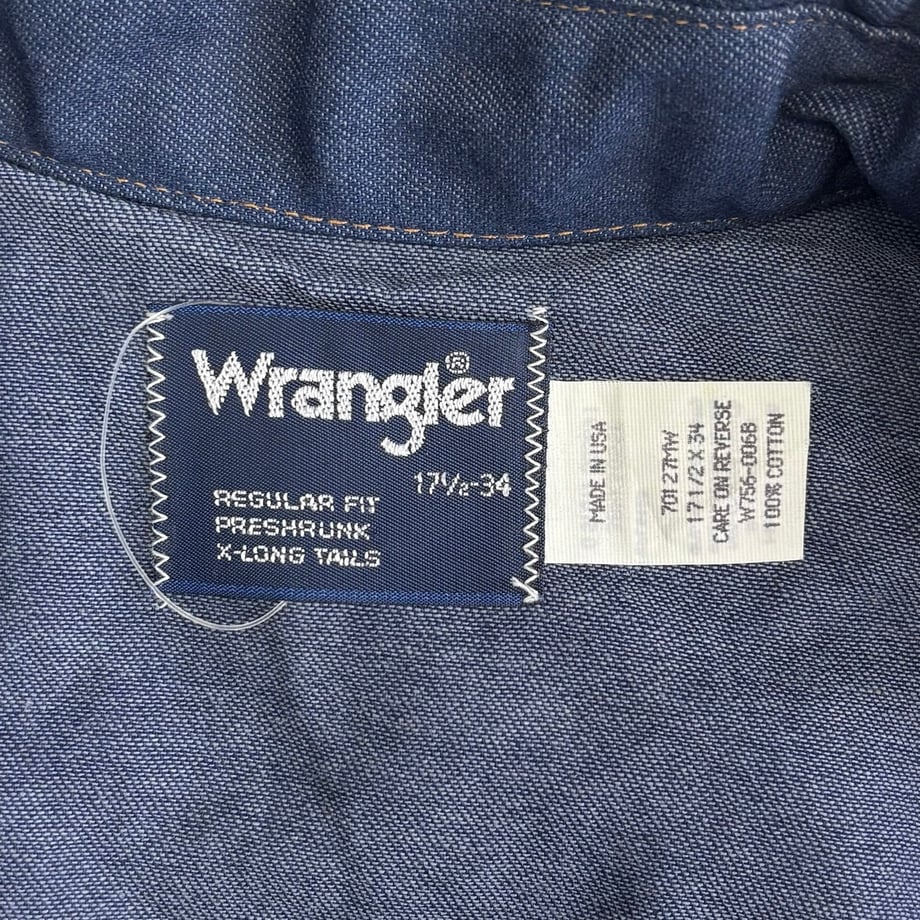 Wrangler®
17½-34
REGULAR FIT
PRESHRUNK
X-LONG TAILS
MADE IN USA
70127MW
17 1/2 X 34
CARE ON REVERSE
W756-006B
100% COTTON